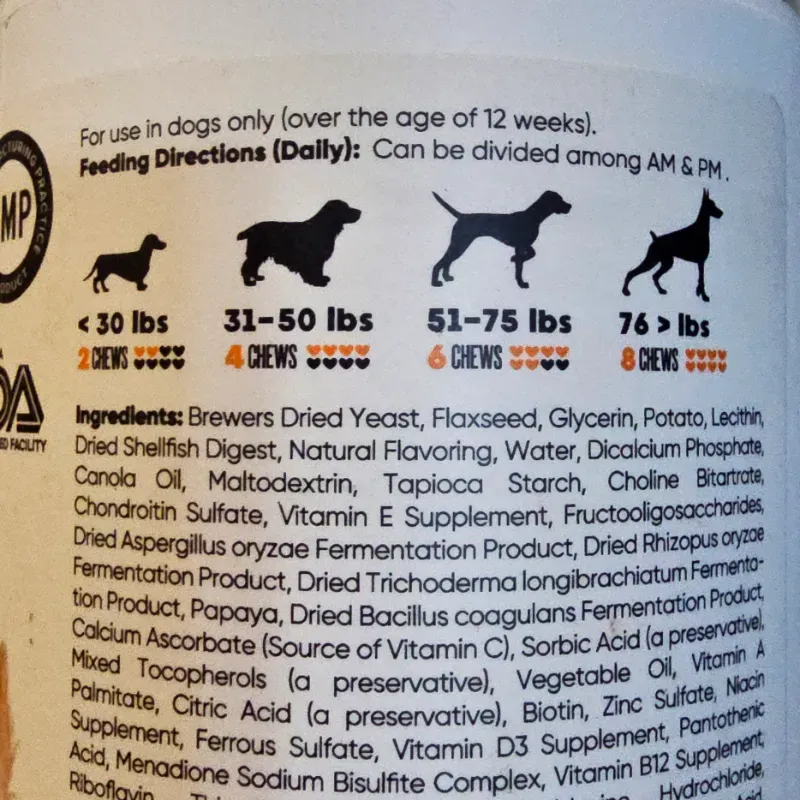 For use in dogs only (over the age of 12 weeks).
Feeding Directions (Daily): Can be divided among AM & PM.
MP
< 30 lbs
31-50 lbs
51-75 lbs
76 > lbs
2 CHEWS
4 CHEWS
6 CHEWS
8 CHEWS
Ingredients: Brewers Dried Yeast, Flaxseed, Glycerin, Potato, Lecithin,
Dried Shellfish Digest, Natural Flavoring, Water, Dicalcium Phosphate,
Canola Oil, Maltodextrin, Tapioca Starch, Choline Bitartrate,
Chondroitin Sulfate, Vitamin E Supplement, Fructooligosaccharides,
Dried Aspergillus oryzae Fermentation Product, Dried Rhizopus oryzae
Fermentation Product, Dried Trichoderma longibrachiatum Fermenta-
tion Product, Papaya, Dried Bacillus coagulans Fermentation Product,
Calcium Ascorbate (Source of Vitamin C), Sorbic Acid (a preservative),
Mixed Tocopherols (a preservative), Vegetable Oil, Vitamin A
Palmitate, Citric Acid (a preservative), Biotin, Zinc Sulfate, Niacin
Supplement, Ferrous Sulfate, Vitamin D3 Supplement, Pantothenic
Acid, Menadione Sodium Bisulfite Complex, Vitamin B12 Supplement,
Riboflavin Hydrochloride,
PRACTICE
FACILITY